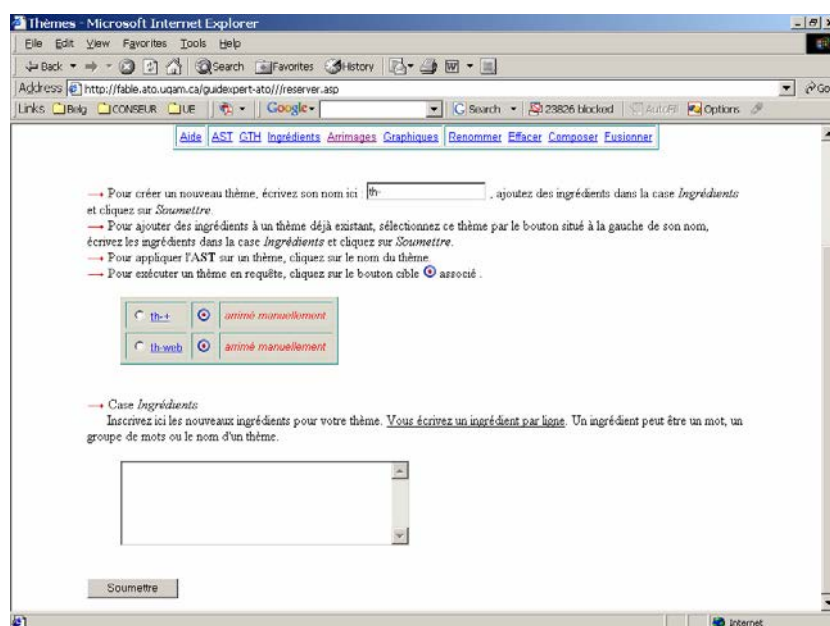 Thèmes - Microsoft Internet Explorer
File Edit View Favorites Tools Help
Back Search Favorites History
Address http://fable.ato.uqam.ca/guidexpert-ato///reserver.asp Go
Links Belg CONSEUR UE Google Search 23826 blocked AutoFill Options
Aide AST GTH Ingrédients Arrimages Graphiques Renommer Effacer Composer Fusionner
→ Pour créer un nouveau thème, écrivez son nom ici : th- , ajoutez des ingrédients dans la case Ingrédients
et cliquez sur Soumettre.
→ Pour ajouter des ingrédients à un thème déjà existant, sélectionnez ce thème par le bouton situé à la gauche de son nom,
écrivez les ingrédients dans la case Ingrédients et cliquez sur Soumettre.
→ Pour appliquer l'AST sur un thème, cliquez sur le nom du thème.
→ Pour exécuter un thème en requête, cliquez sur le bouton cible associé .
th-+ arrimé manuellement
th-web arrimé manuellement
→ Case Ingrédients
Inscrivez ici les nouveaux ingrédients pour votre thème. Vous écrivez un ingrédient par ligne. Un ingrédient peut être un mot, un
groupe de mots ou le nom d'un thème.
Soumettre
Internet